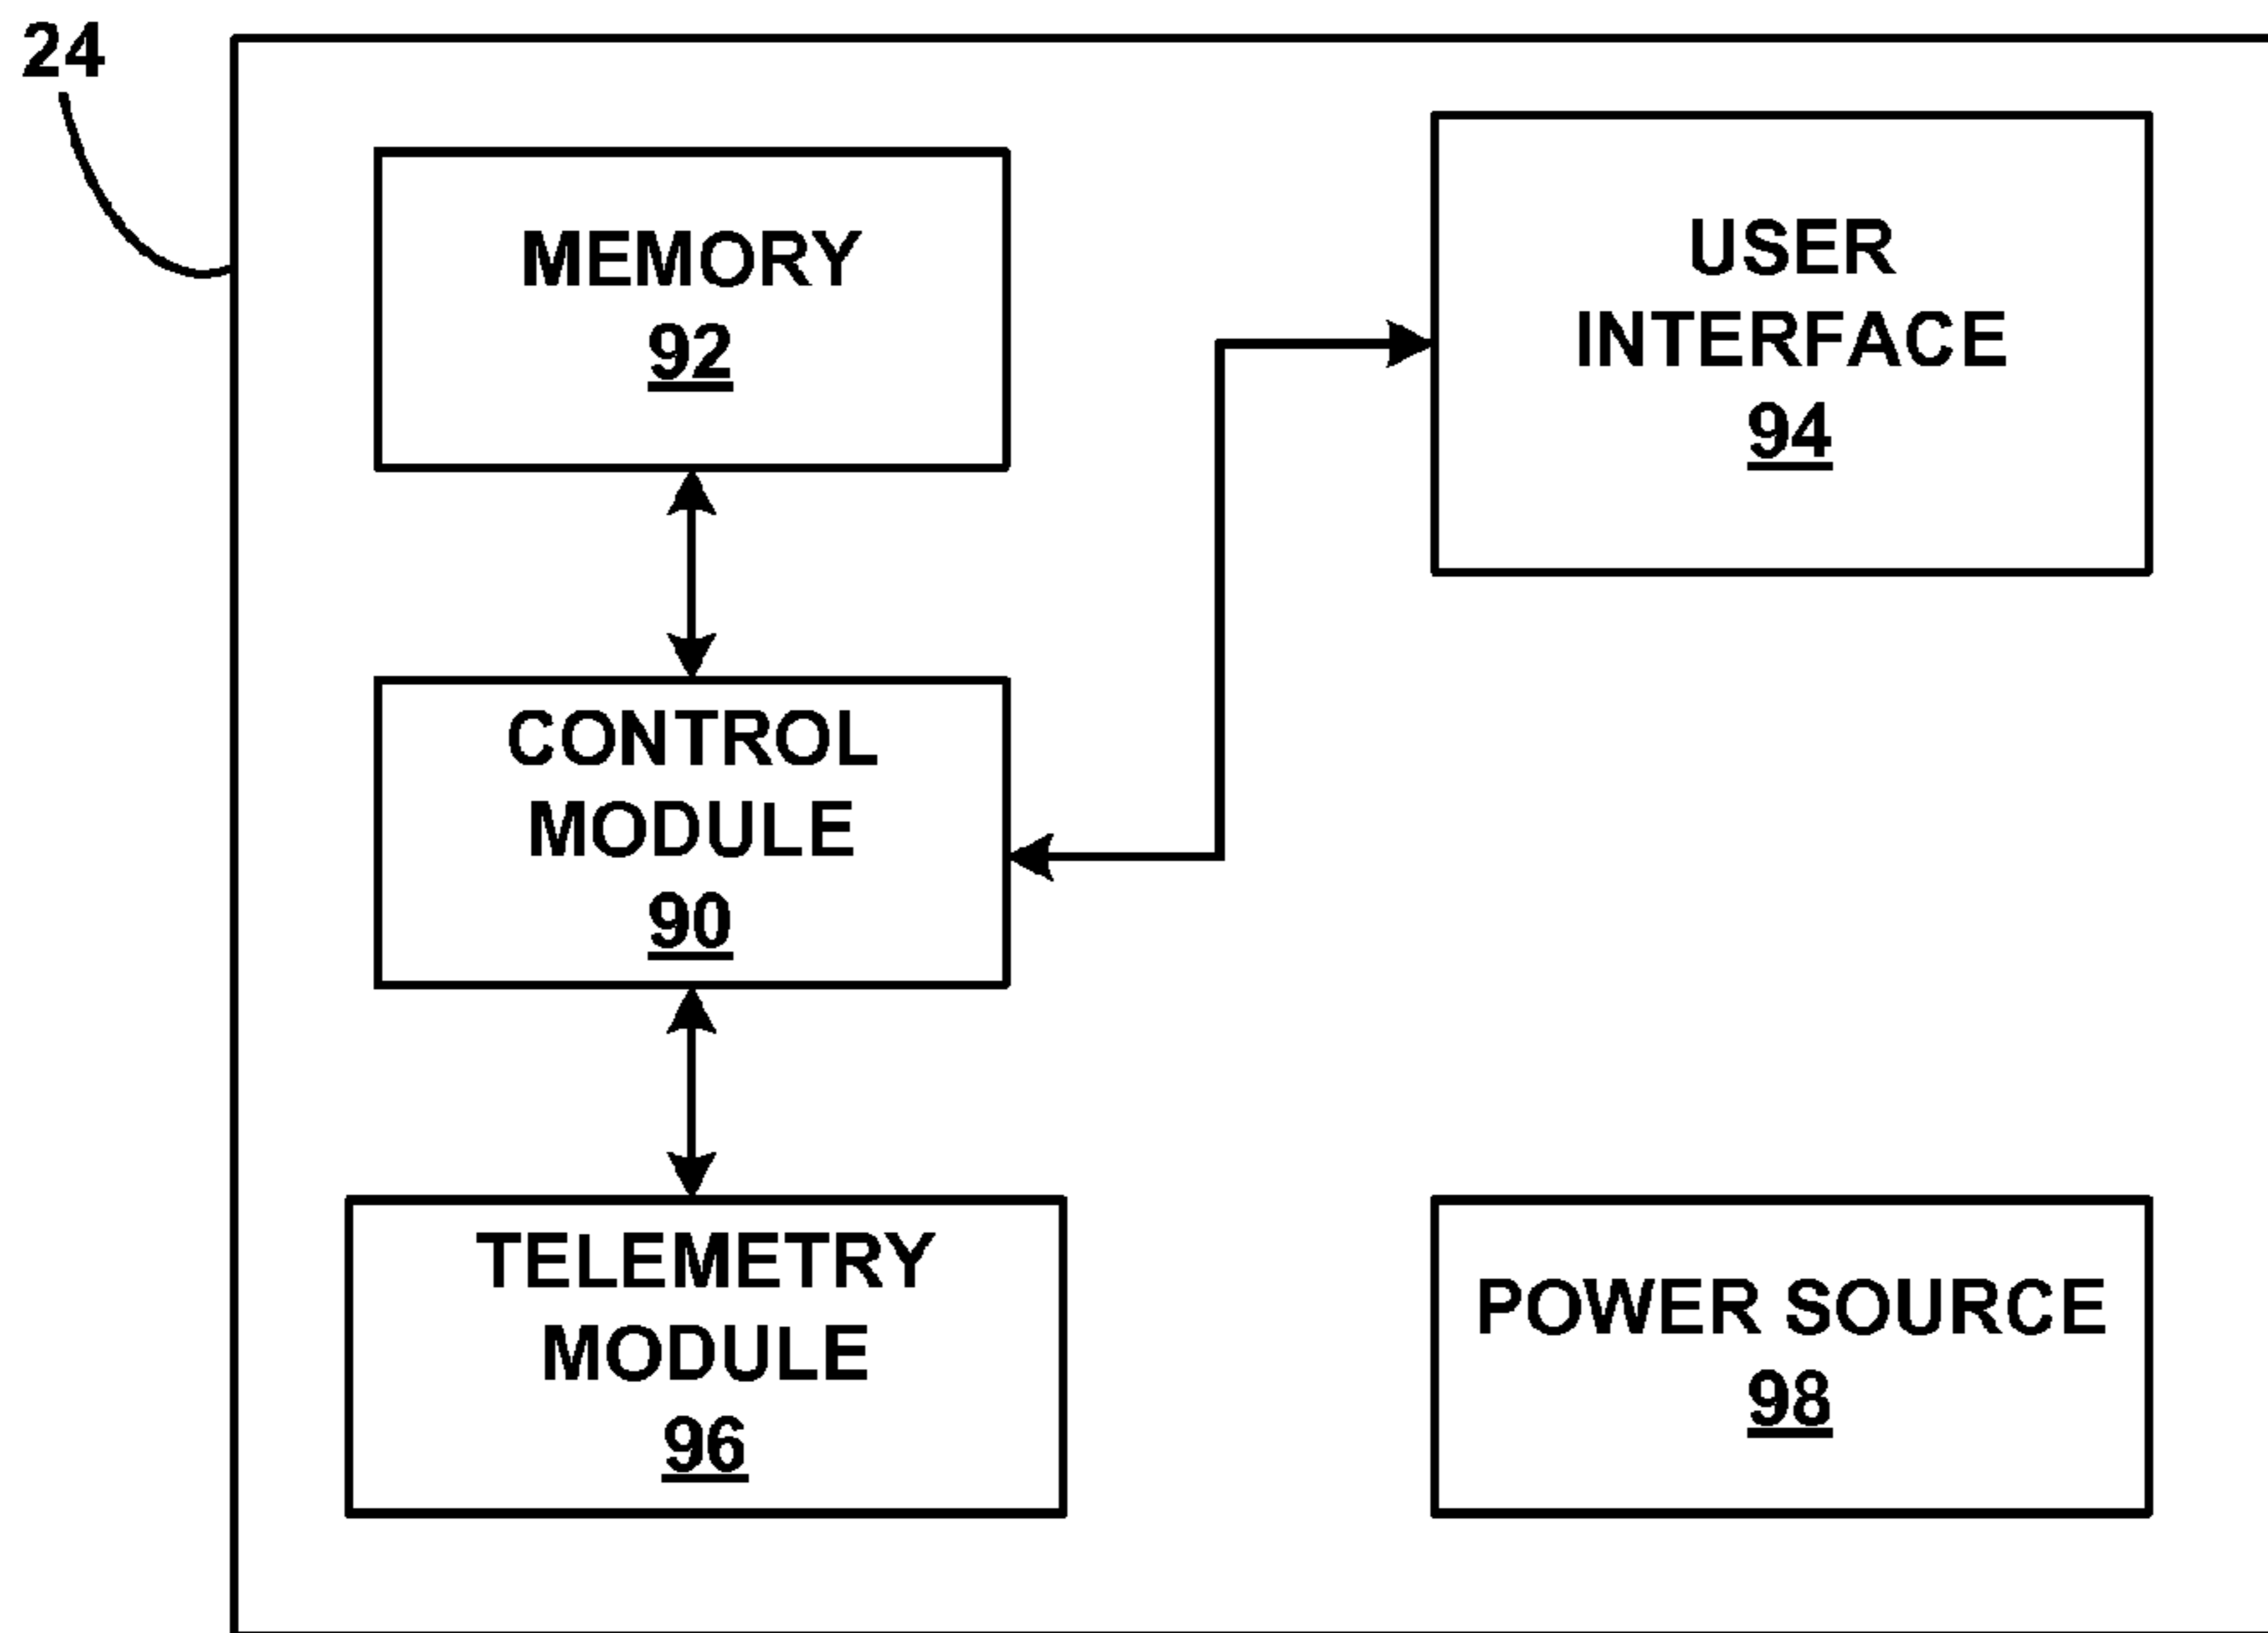 24
MEMORY
92
USER
INTERFACE
94
CONTROL
MODULE
90
TELEMETRY
MODULE
96
POWER SOURCE
98